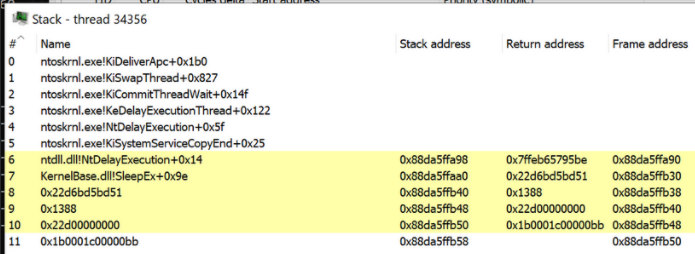 Stack - thread 34356
# Name Stack address Return address Frame address
0 ntoskrnl.exe!KiDeliverApc+0x1b0
1 ntoskrnl.exe!KiSwapThread+0x827
2 ntoskrnl.exe!KiCommitThreadWait+0x14f
3 ntoskrnl.exe!KeDelayExecutionThread+0x122
4 ntoskrnl.exe!NtDelayExecution+0x5f
5 ntoskrnl.exe!KiSystemServiceCopyEnd+0x25
6 ntdll.dll!NtDelayExecution+0x14 0x88da5ffa98 0x7ffeb65795be 0x88da5ffa90
7 KernelBase.dll!SleepEx+0x9e 0x88da5ffaa0 0x22d6bd5bd51 0x88da5ffb30
8 0x22d6bd5bd51 0x88da5ffb40 0x1388 0x88da5ffb38
9 0x1388 0x88da5ffb48 0x22d00000000 0x88da5ffb40
10 0x22d00000000 0x88da5ffb50 0x1b0001c00000bb 0x88da5ffb48
11 0x1b0001c00000bb 0x88da5ffb58 0x88da5ffb50